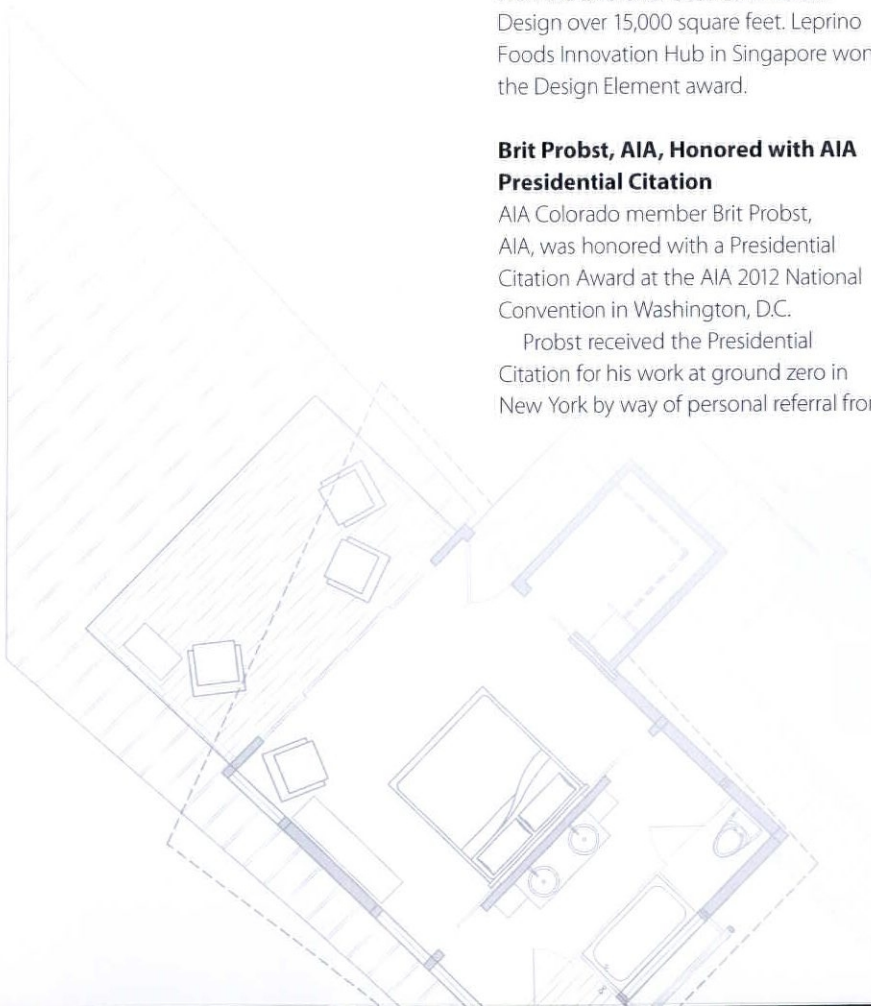 Design over 15,000 square feet. Leprino
Foods Innovation Hub in Singapore won
the Design Element award.
Brit Probst, AIA, Honored with AIA
Presidential Citation
AIA Colorado member Brit Probst,
AIA, was honored with a Presidential
Citation Award at the AIA 2012 National
Convention in Washington, D.C.
Probst received the Presidential
Citation for his work at ground zero in
New York by way of personal referral from